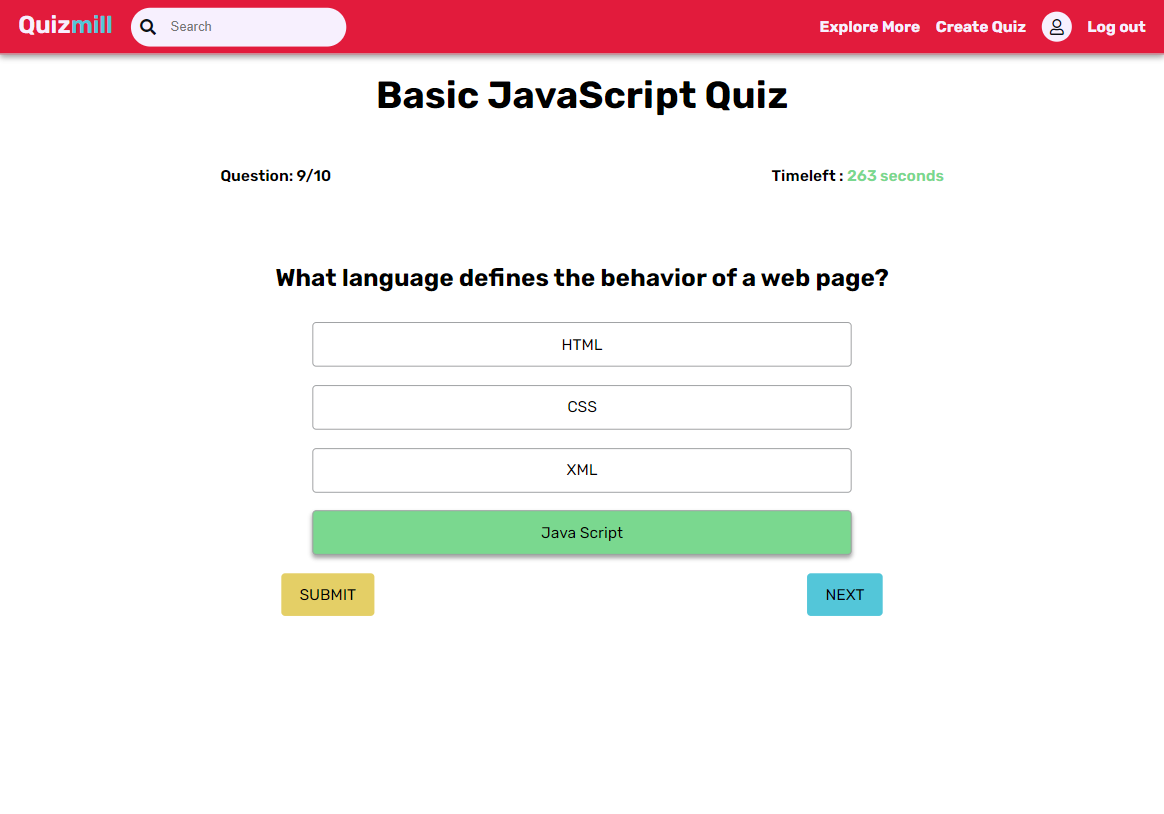 Quizmill Search Explore More Create Quiz Log out
Basic JavaScript Quiz
Question: 9/10 Timeleft : 263 seconds
What language defines the behavior of a web page?
HTML
CSS
XML
Java Script
SUBMIT NEXT